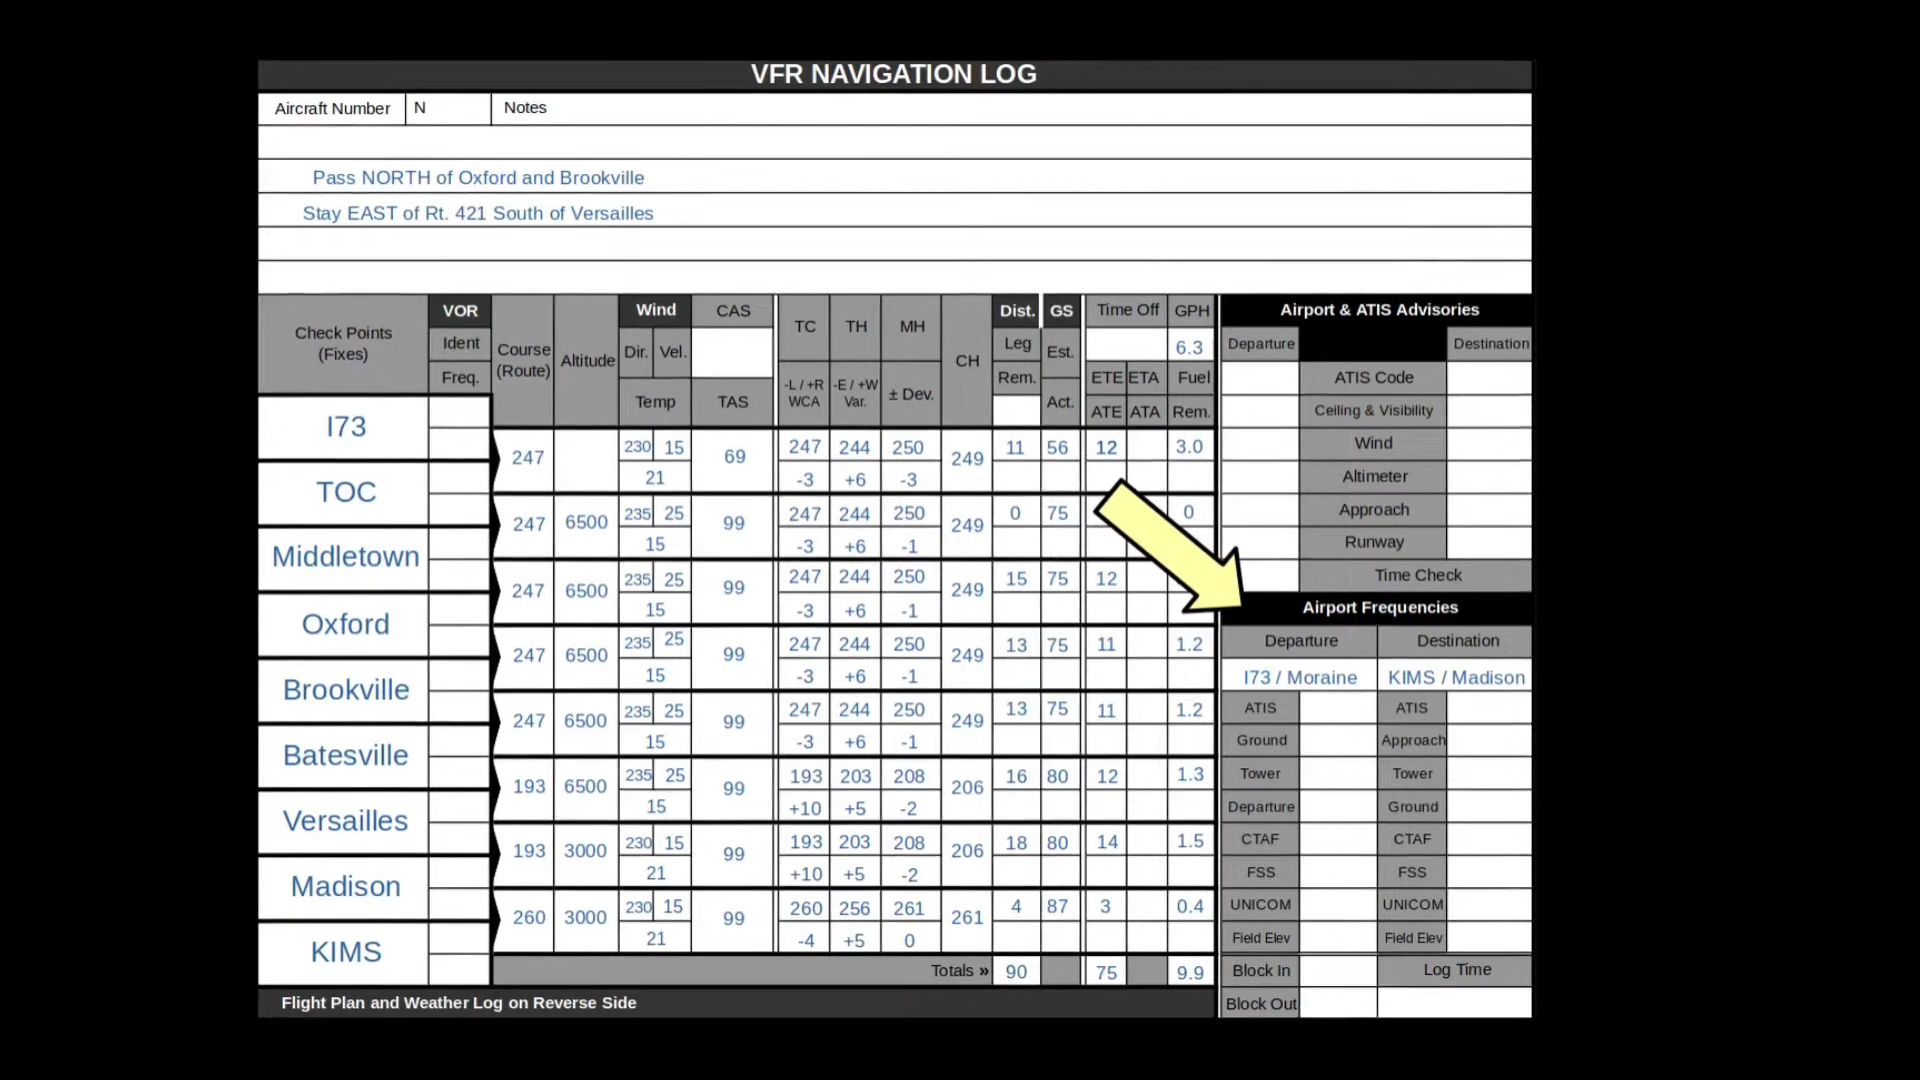 VFR NAVIGATION LOG
Aircraft Number N Notes
Pass NORTH of Oxford and Brookville
Stay EAST of Rt. 421 South of Versailles
Check Points (Fixes)
VOR
Ident
Freq.
Course (Route)
Altitude
Wind
Dir. Vel.
Temp
CAS
TAS
TC
-L / +R WCA
TH
-E / +W Var.
MH
± Dev.
CH
Dist.
Leg
Rem.
GS
Est.
Act.
Time Off
ETE ETA
ATE ATA
GPH
6.3
Fuel
Rem.
I73
TOC
Middletown
Oxford
Brookville
Batesville
Versailles
Madison
KIMS
247 230 15 69 247 244 250 249 11 56 12 3.0
21 -3 +6 -3
247 6500 235 25 99 247 244 250 249 0 75 0
15 -3 +6 -1
247 6500 235 25 99 247 244 250 249 15 75 12
15 -3 +6 -1
247 6500 235 25 99 247 244 250 249 13 75 11 1.2
15 -3 +6 -1
247 6500 235 25 99 247 244 250 249 13 75 11 1.2
15 -3 +6 -1
193 6500 235 25 99 193 203 208 206 16 80 12 1.3
15 +10 +5 -2
193 3000 230 15 99 193 203 208 206 18 80 14 1.5
21 +10 +5 -2
260 3000 230 15 99 260 256 261 261 4 87 3 0.4
21 -4 +5 0
Totals » 90 75 9.9
Flight Plan and Weather Log on Reverse Side
Airport & ATIS Advisories
Departure Destination
ATIS Code
Ceiling & Visibility
Wind
Altimeter
Approach
Runway
Time Check
Airport Frequencies
Departure Destination
I73 / Moraine KIMS / Madison
ATIS ATIS
Ground Approach
Tower Tower
Departure Ground
CTAF CTAF
FSS FSS
UNICOM UNICOM
Field Elev Field Elev
Block In Log Time
Block Out